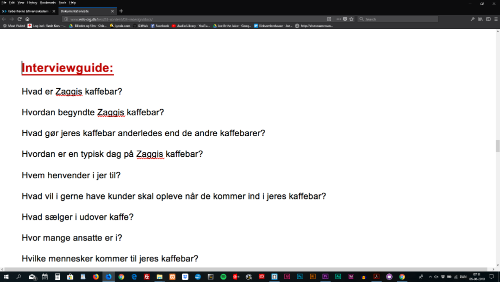 Interviewguide:
Hvad er Zaggis kaffebar?
Hvordan begyndte Zaggis kaffebar?
Hvad gør jeres kaffebar anderledes end de andre kaffebarer?
Hvordan er en typisk dag på Zaggis kaffebar?
Hvem henvender i jer til?
Hvad vil i gerne have kunder skal opleve når de kommer ind i jeres kaffebar?
Hvad sælger i udover kaffe?
Hvor mange ansatte er i?
Hvilke mennesker kommer til jeres kaffebar?